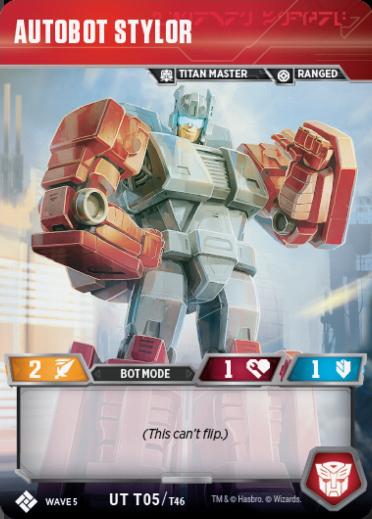 AUTOBOT STYLOR
TITAN MASTER RANGED
2 BOT MODE 1 1
(This can't flip.)
WAVE 5 UT T05/T46 TM & © Hasbro. © Wizards.